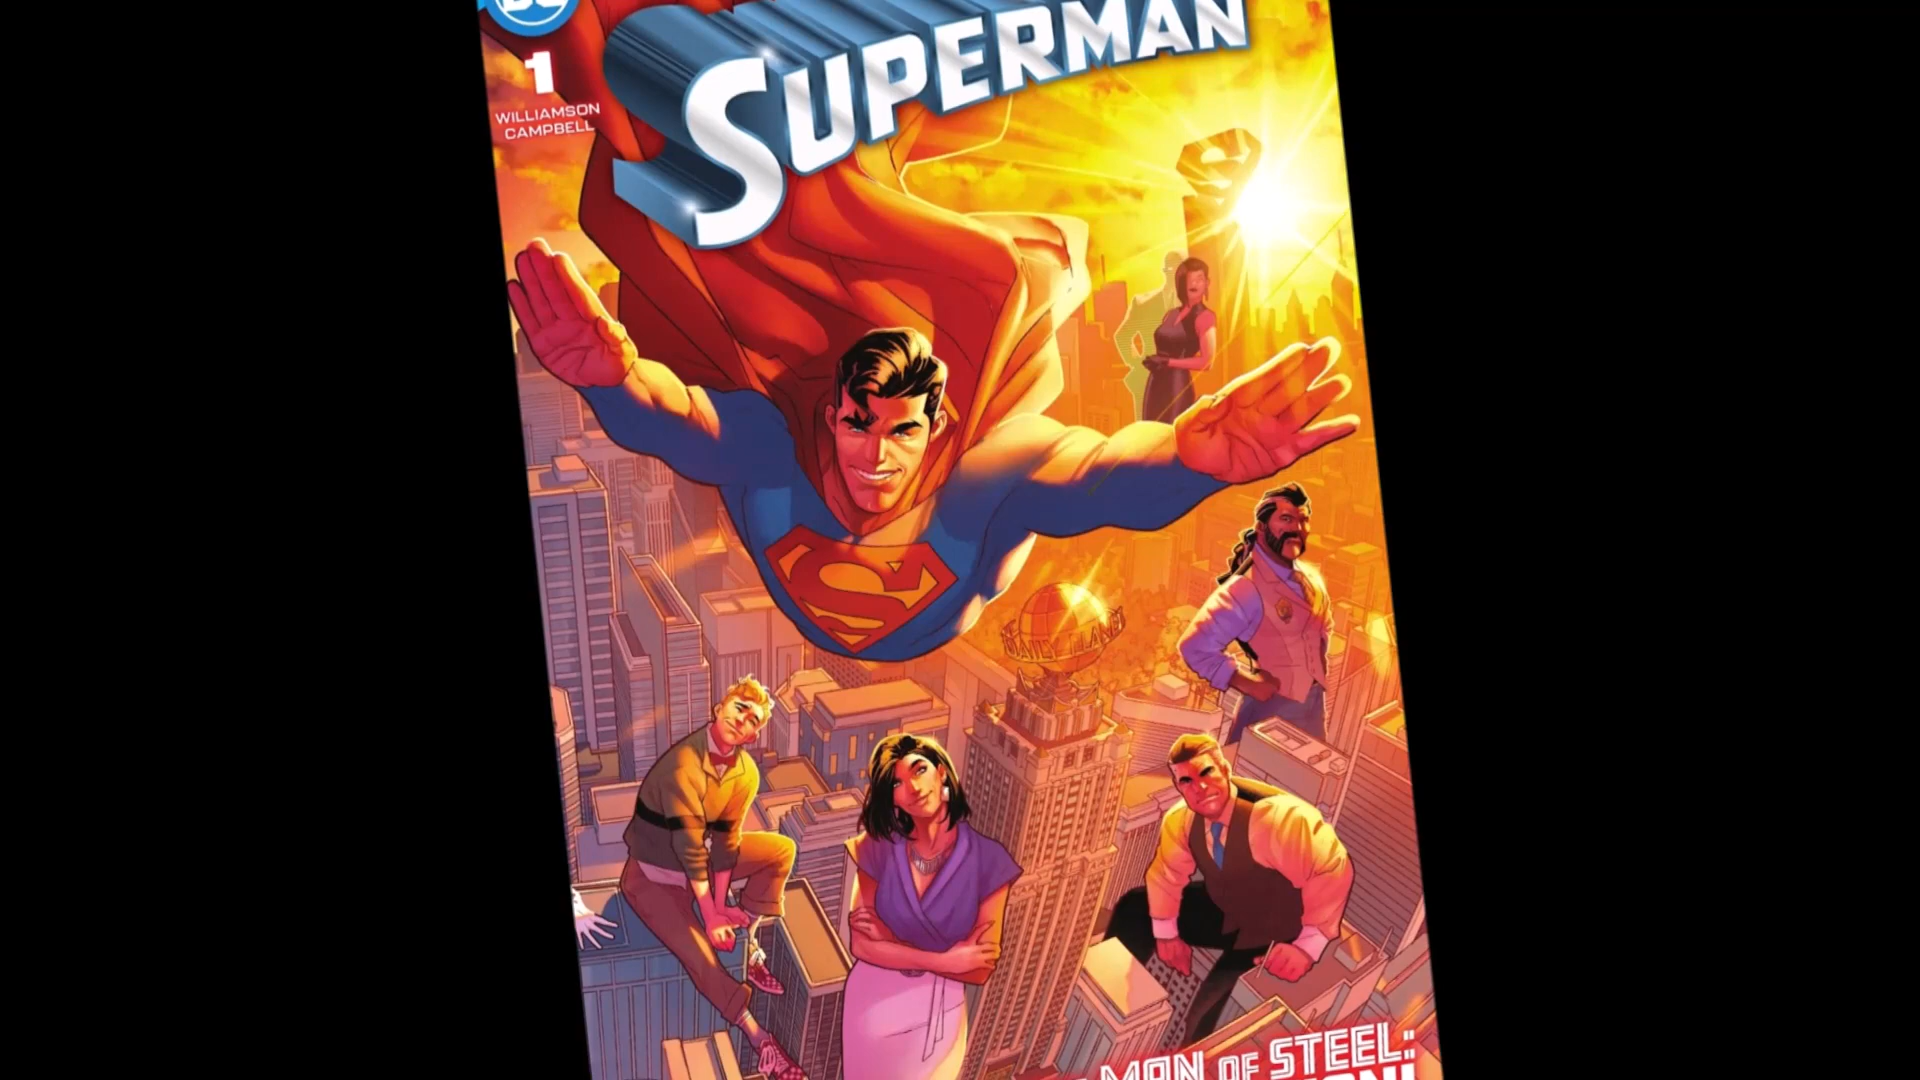 DC
SUPERMAN
1
WILLIAMSON
CAMPBELL
DAILY PLANET
MAN OF STEEL: